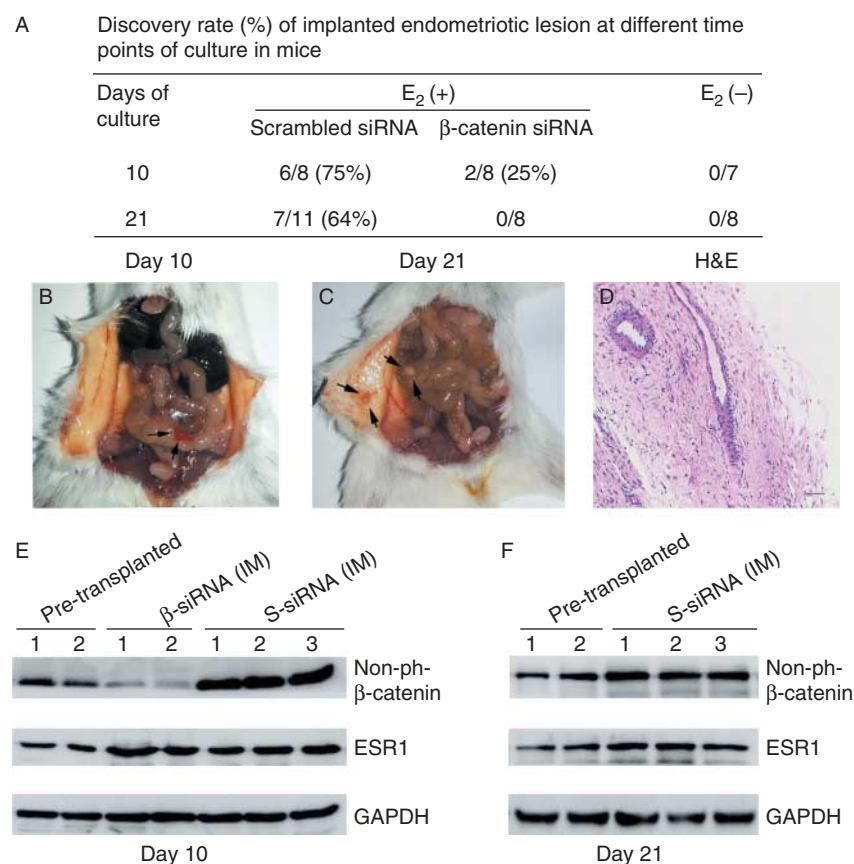 A Discovery rate (%) of implanted endometriotic lesion at different time
points of culture in mice
Days of culture E₂ (+) E₂ (–)
Scrambled siRNA β-catenin siRNA
10 6/8 (75%) 2/8 (25%) 0/7
21 7/11 (64%) 0/8 0/8
Day 10 Day 21 H&E
B C D
E F
Pre-transplanted β-siRNA (IM) S-siRNA (IM)
1 2 1 2 1 2 3
Non-ph-
β-catenin
ESR1
GAPDH
Day 10
Pre-transplanted S-siRNA (IM)
1 2 1 2 3
Non-ph-
β-catenin
ESR1
GAPDH
Day 21